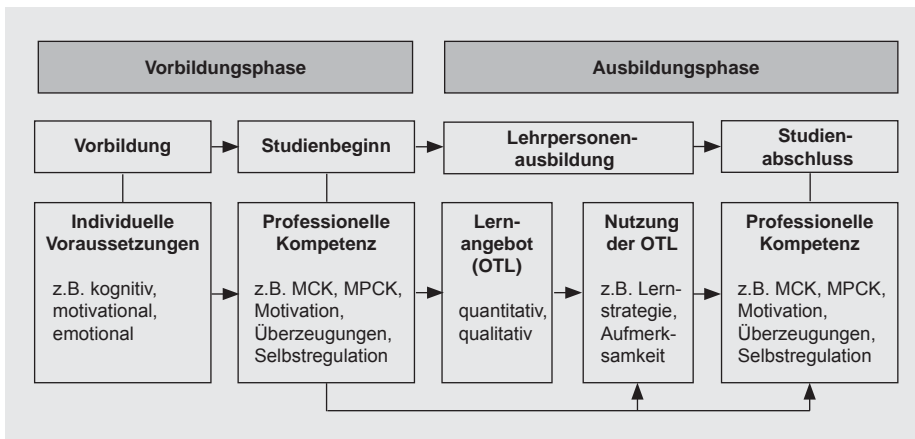 Vorbildungsphase
Ausbildungsphase
Vorbildung
Studienbeginn
Lehrpersonen-
ausbildung
Studien-
abschluss
Individuelle
Voraussetzungen
z.B. kognitiv,
motivational,
emotional
Professionelle
Kompetenz
z.B. MCK, MPCK,
Motivation,
Überzeugungen,
Selbstregulation
Lern-
angebot
(OTL)
quantitativ,
qualitativ
Nutzung
der OTL
z.B. Lern-
strategie,
Aufmerk-
samkeit
Professionelle
Kompetenz
z.B. MCK, MPCK,
Motivation,
Überzeugungen,
Selbstregulation